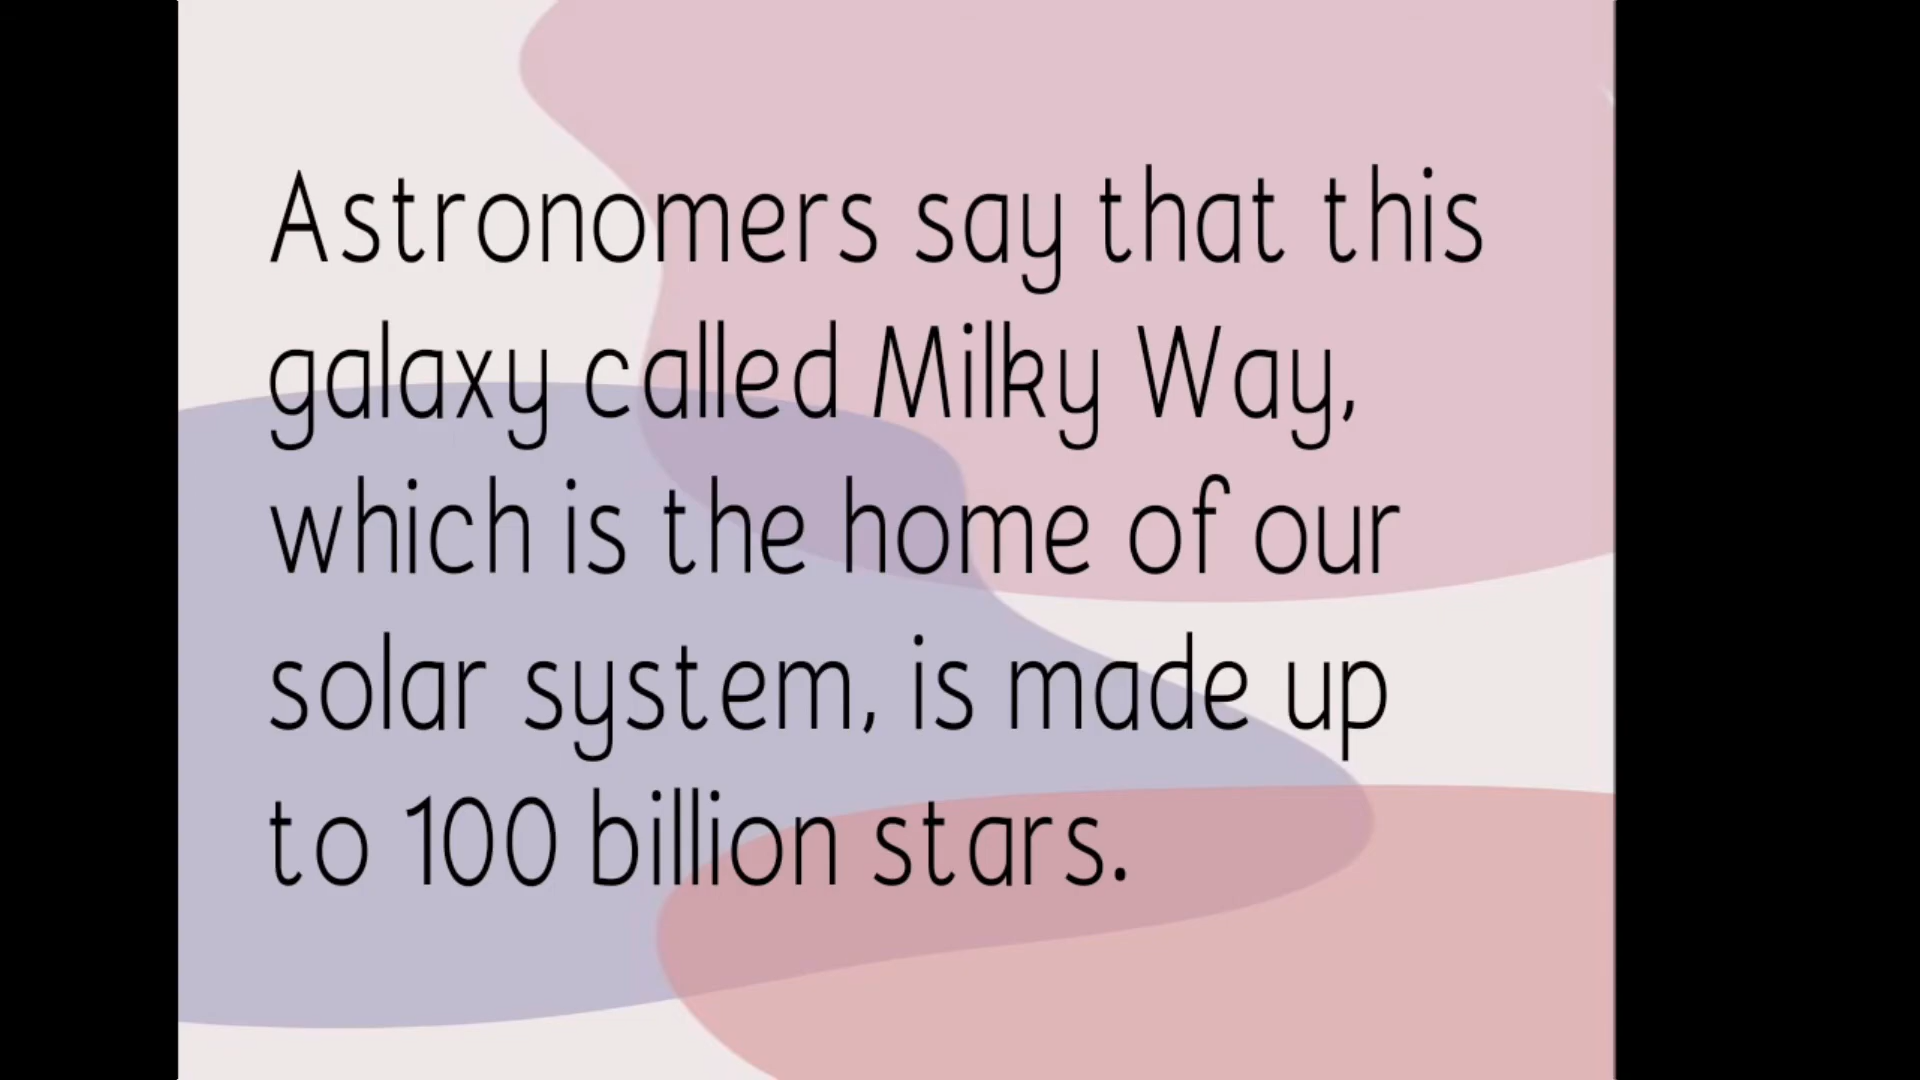 Astronomers say that this
galaxy called Milky Way,
which is the home of our
solar system, is made up
to 100 billion stars.